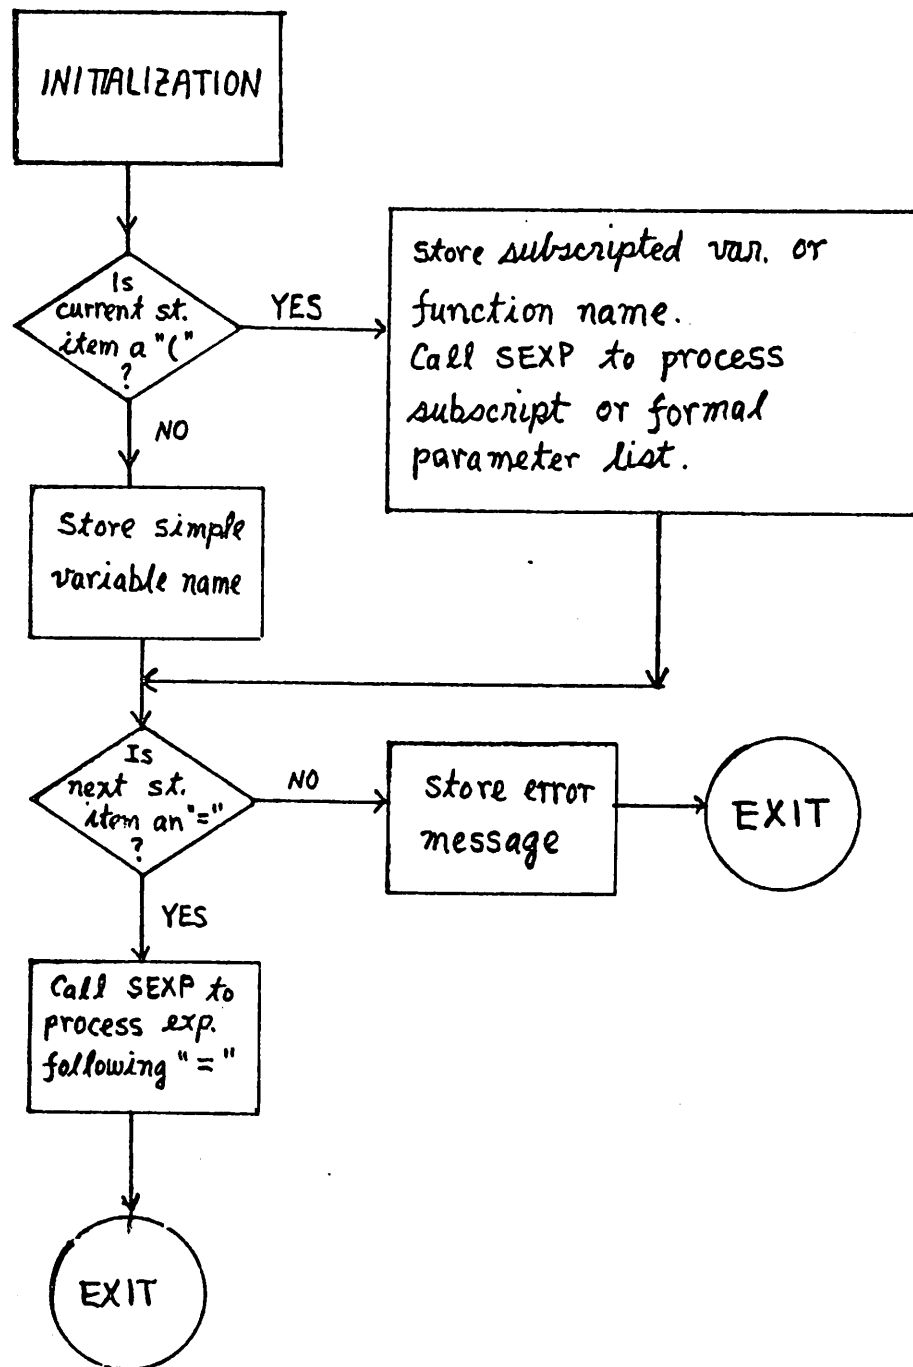 INITIALIZATION
Is
current st.
item a "("
?
YES
Store subscripted var. or
function name.
Call SEXP to process
subscript or formal
parameter list.
NO
Store simple
variable name
Is
next st.
item an "="
?
NO
Store error
message
EXIT
YES
Call SEXP to
process exp.
following "="
EXIT